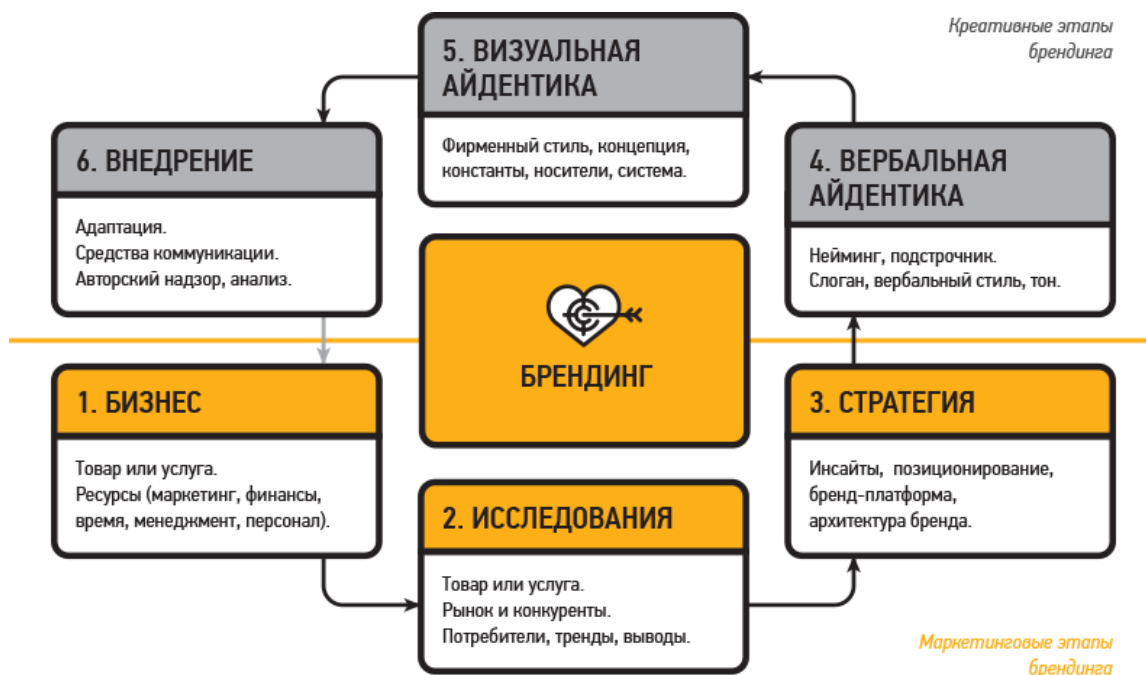 Креативные этапы
брендинга
5. ВИЗУАЛЬНАЯ
АЙДЕНТИКА
Фирменный стиль, концепция,
константы, носители, система.
6. ВНЕДРЕНИЕ
Адаптация.
Средства коммуникации.
Авторский надзор, анализ.
4. ВЕРБАЛЬНАЯ
АЙДЕНТИКА
Нейминг, подстрочник.
Слоган, вербальный стиль, тон.
БРЕНДИНГ
1. БИЗНЕС
Товар или услуга.
Ресурсы (маркетинг, финансы,
время, менеджмент, персонал).
2. ИССЛЕДОВАНИЯ
Товар или услуга.
Рынок и конкуренты.
Потребители, тренды, выводы.
3. СТРАТЕГИЯ
Инсайты, позиционирование,
бренд-платформа,
архитектура бренда.
Маркетинговые этапы
брендинга